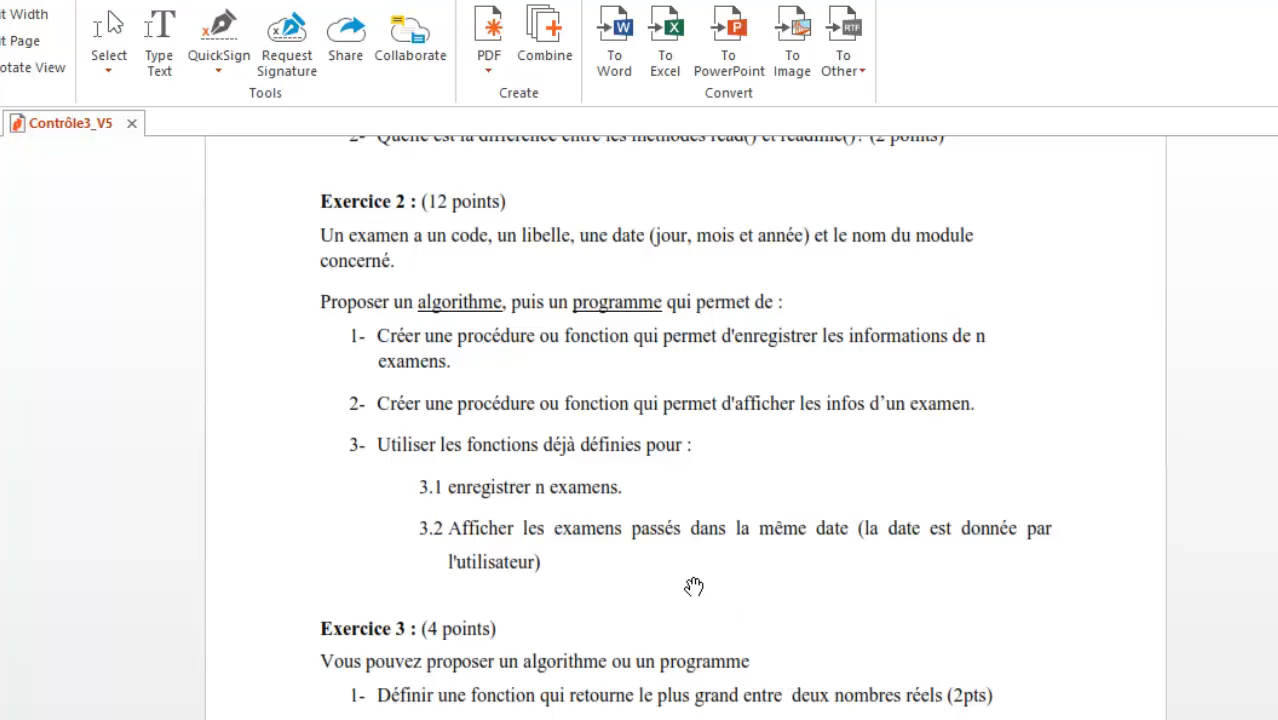 t Width
t Page
otate View
Select
Type
Text
QuickSign
Request
Signature
Share
Collaborate
Tools
PDF
Combine
Create
W
To
Word
X
To
Excel
P
To
PowerPoint
To
Image
RTF
To
Other
Convert
Contrôle3_V5
2- Quelle est la différence entre les méthodes read() et readline()? (2 points)
Exercice 2 : (12 points)
Un examen a un code, un libelle, une date (jour, mois et année) et le nom du module
concerné.
Proposer un algorithme, puis un programme qui permet de :
1- Créer une procédure ou fonction qui permet d'enregistrer les informations de n
examens.
2- Créer une procédure ou fonction qui permet d'afficher les infos d’un examen.
3- Utiliser les fonctions déjà définies pour :
3.1 enregistrer n examens.
3.2 Afficher les examens passés dans la même date (la date est donnée par
l'utilisateur)
Exercice 3 : (4 points)
Vous pouvez proposer un algorithme ou un programme
1- Définir une fonction qui retourne le plus grand entre deux nombres réels (2pts)